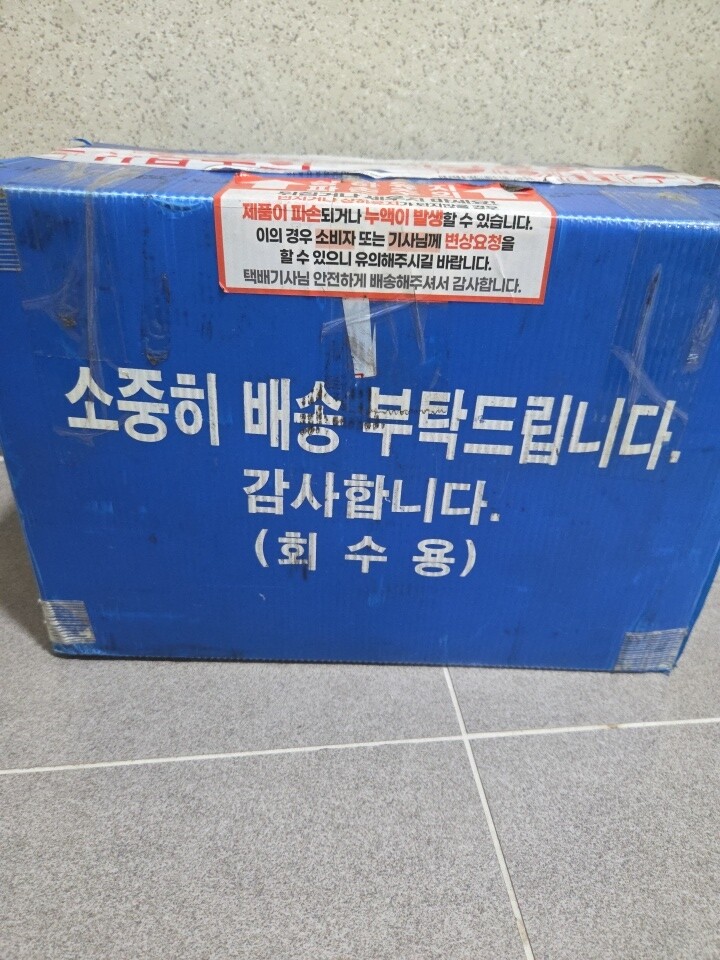 제품이 파손되거나 누액이 발생할 수 있습니다.
이의 경우 소비자 또는 기사님께 변상요청을
할 수 있으니 유의해주시길 바랍니다.
택배기사님 안전하게 배송해주셔서 감사합니다.
소중히 배송 부탁드립니다.
감사합니다.
(회 수 용)